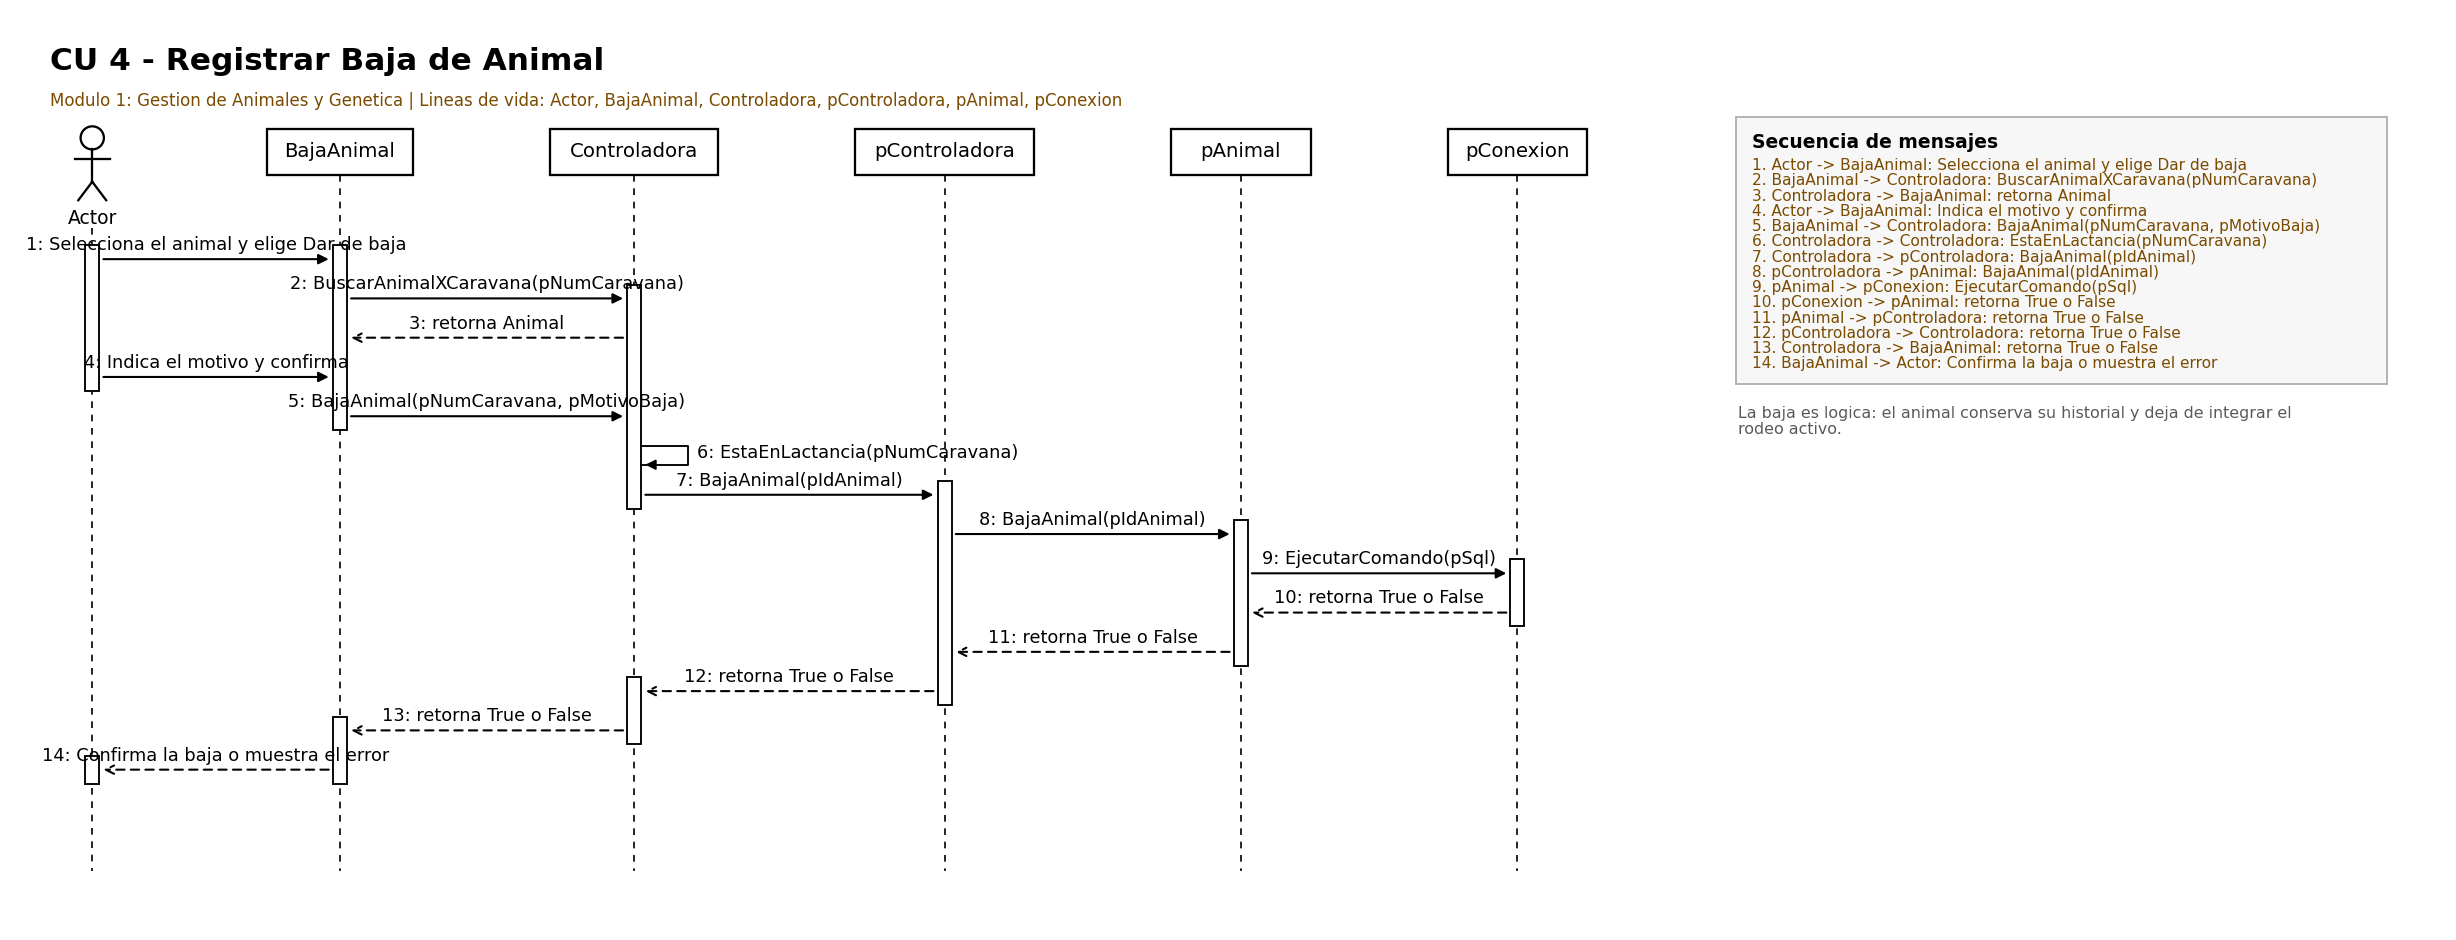 CU 4 - Registrar Baja de Animal
Modulo 1: Gestion de Animales y Genetica | Lineas de vida: Actor, BajaAnimal, Controladora, pControladora, pAnimal, pConexion
Actor
BajaAnimal
Controladora
pControladora
pAnimal
pConexion
1: Selecciona el animal y elige Dar de baja
2: BuscarAnimalXCaravana(pNumCaravana)
3: retorna Animal
4: Indica el motivo y confirma
5: BajaAnimal(pNumCaravana, pMotivoBaja)
6: EstaEnLactancia(pNumCaravana)
7: BajaAnimal(pIdAnimal)
8: BajaAnimal(pIdAnimal)
9: EjecutarComando(pSql)
10: retorna True o False
11: retorna True o False
12: retorna True o False
13: retorna True o False
14: Confirma la baja o muestra el error
Secuencia de mensajes
1. Actor -> BajaAnimal: Selecciona el animal y elige Dar de baja
2. BajaAnimal -> Controladora: BuscarAnimalXCaravana(pNumCaravana)
3. Controladora -> BajaAnimal: retorna Animal
4. Actor -> BajaAnimal: Indica el motivo y confirma
5. BajaAnimal -> Controladora: BajaAnimal(pNumCaravana, pMotivoBaja)
6. Controladora -> Controladora: EstaEnLactancia(pNumCaravana)
7. Controladora -> pControladora: BajaAnimal(pIdAnimal)
8. pControladora -> pAnimal: BajaAnimal(pIdAnimal)
9. pAnimal -> pConexion: EjecutarComando(pSql)
10. pConexion -> pAnimal: retorna True o False
11. pAnimal -> pControladora: retorna True o False
12. pControladora -> Controladora: retorna True o False
13. Controladora -> BajaAnimal: retorna True o False
14. BajaAnimal -> Actor: Confirma la baja o muestra el error
La baja es logica: el animal conserva su historial y deja de integrar el
rodeo activo.